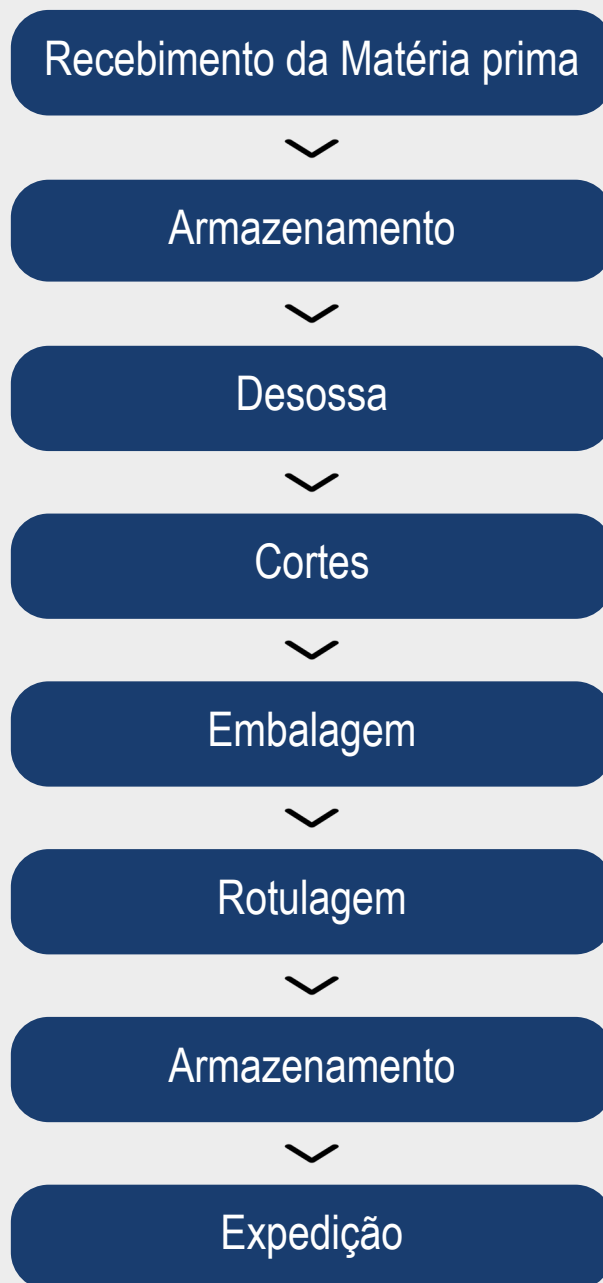 Recebimento da Matéria prima
Armazenamento
Desossa
Cortes
Embalagem
Rotulagem
Armazenamento
Expedição